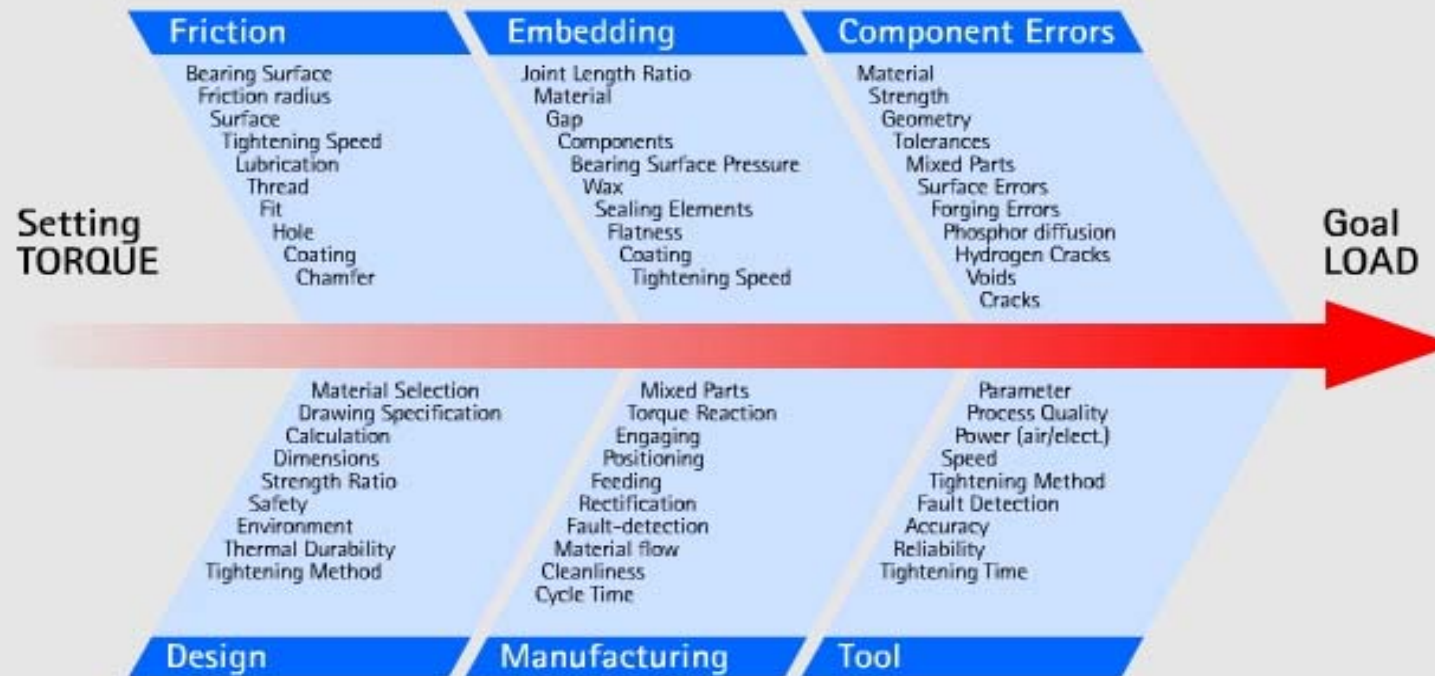 Friction
Bearing Surface
Friction radius
Surface
Tightening Speed
Lubrication
Thread
Fit
Hole
Coating
Chamfer
Embedding
Joint Length Ratio
Material
Gap
Components
Bearing Surface Pressure
Wax
Sealing Elements
Flatness
Coating
Tightening Speed
Component Errors
Material
Strength
Geometry
Tolerances
Mixed Parts
Surface Errors
Forging Errors
Phosphor diffusion
Hydrogen Cracks
Voids
Cracks
Setting
TORQUE
Goal
LOAD
Material Selection
Drawing Specification
Calculation
Dimensions
Strength Ratio
Safety
Environment
Thermal Durability
Tightening Method
Design
Mixed Parts
Torque Reaction
Engaging
Positioning
Feeding
Rectification
Fault-detection
Material flow
Cleanliness
Cycle Time
Manufacturing
Parameter
Process Quality
Power (air/elect.)
Speed
Tightening Method
Fault Detection
Accuracy
Reliability
Tightening Time
Tool